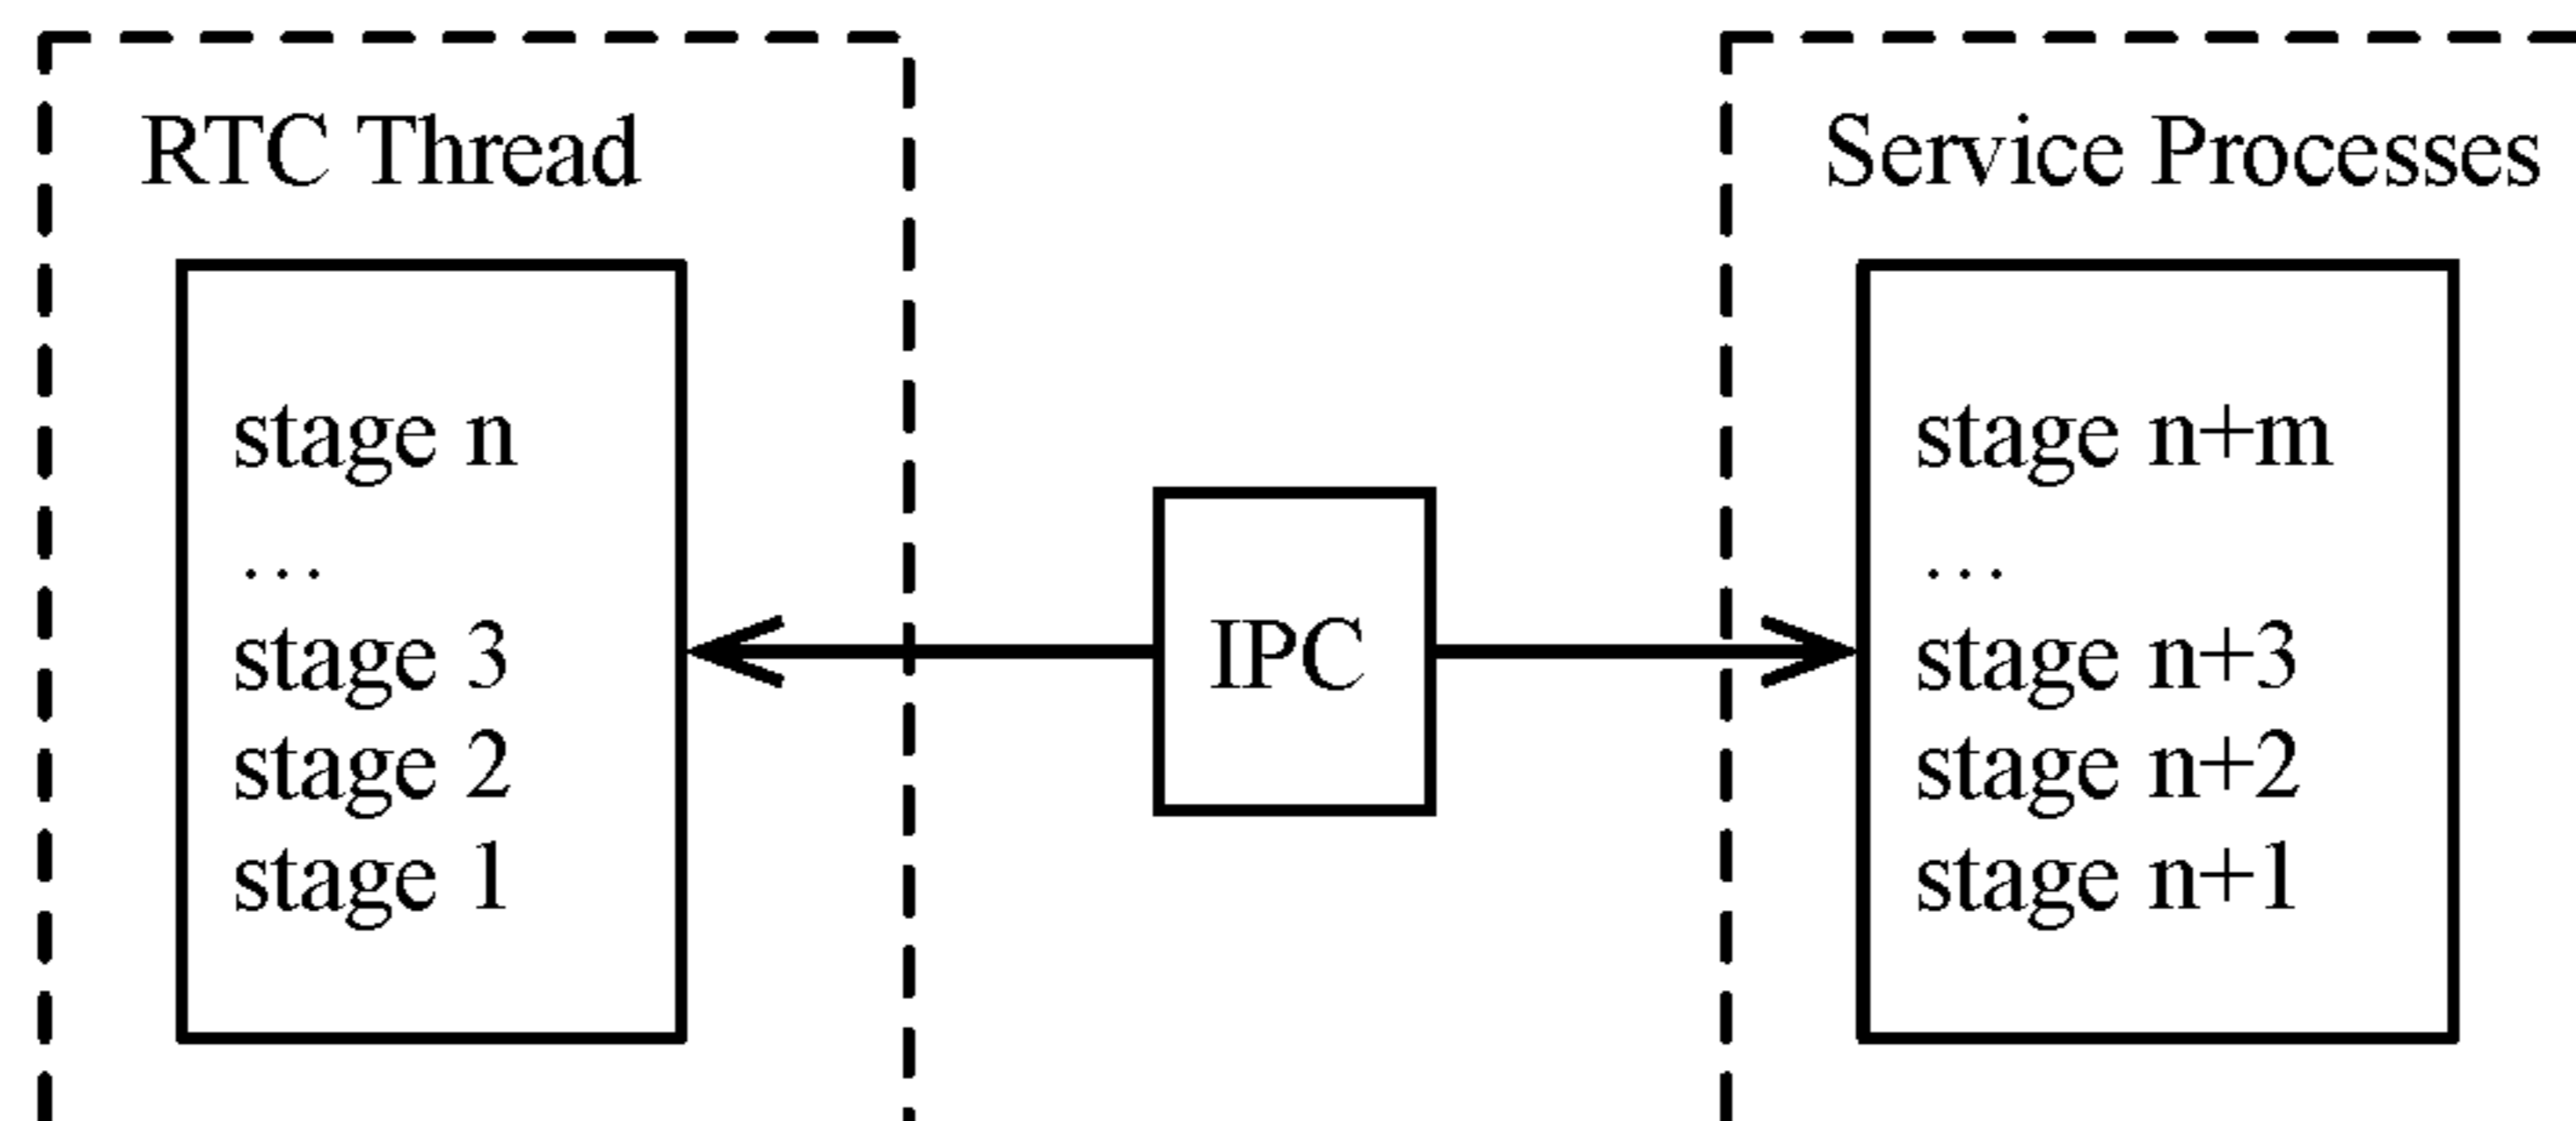 RTC Thread
stage n
...
stage 3
stage 2
stage 1
IPC
Service Processes
stage n+m
...
stage n+3
stage n+2
stage n+1